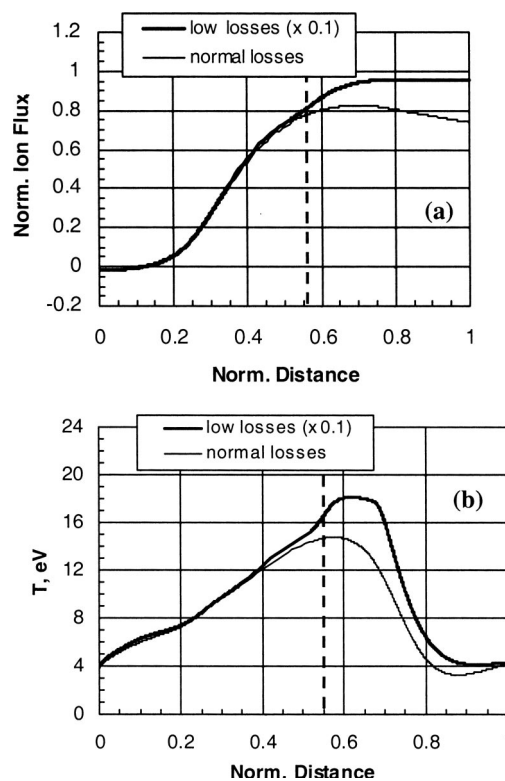 low losses (x 0.1)
normal losses
1.2
1
0.8
0.6
0.4
0.2
0
-0.2
Norm. Ion Flux
(a)
0 0.2 0.4 0.6 0.8 1
Norm. Distance
low losses (x 0.1)
normal losses
24
20
16
12
8
4
0
T, eV
(b)
0.0 0.2 0.4 0.6 0.8
Norm. Distance